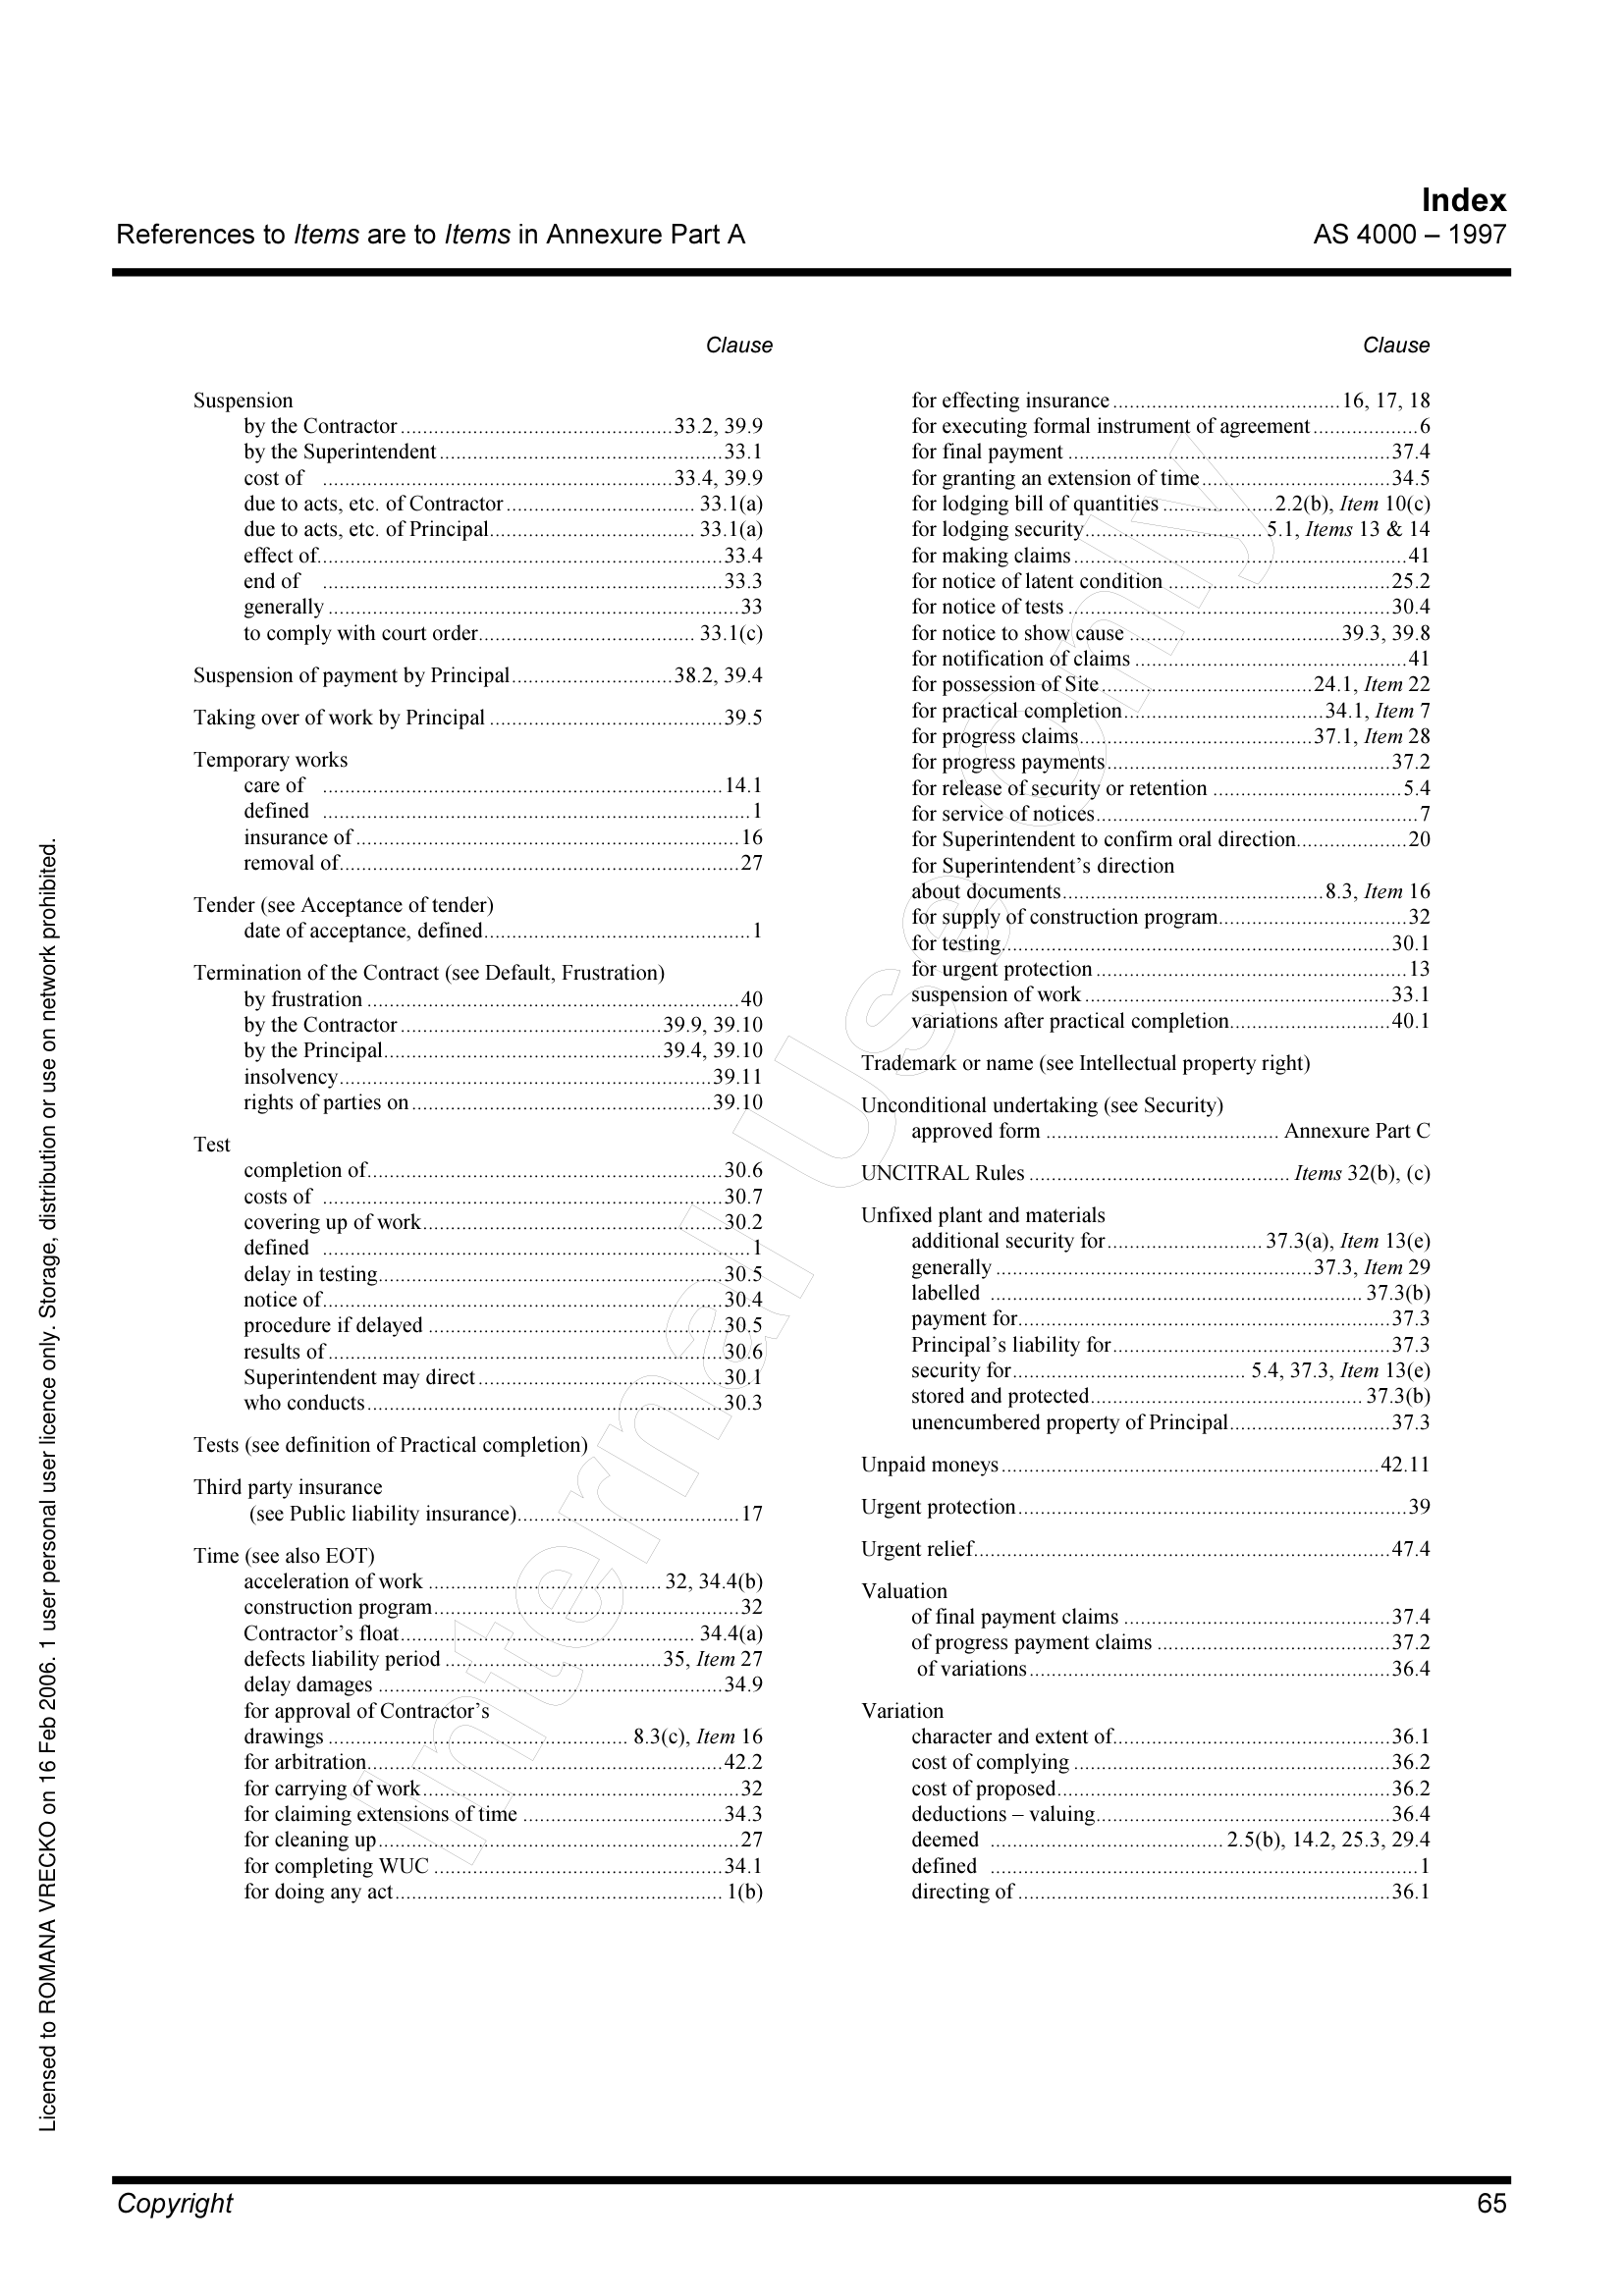 Index
References to Items are to Items in Annexure Part A
AS 4000 – 1997
Clause
Suspension
by the Contractor ................ 33.2, 39.9
by the Superintendent ................ 33.1
cost of ................ 33.4, 39.9
due to acts, etc. of Contractor ................ 33.1(a)
due to acts, etc. of Principal ................ 33.1(a)
effect of ................ 33.4
end of ................ 33.3
generally ................ 33
to comply with court order ................ 33.1(c)
Suspension of payment by Principal ................ 38.2, 39.4
Taking over of work by Principal ................ 39.5
Temporary works
care of ................ 14.1
defined ................ 1
insurance of ................ 16
removal of ................ 27
Tender (see Acceptance of tender)
date of acceptance, defined ................ 1
Termination of the Contract (see Default, Frustration)
by frustration ................ 40
by the Contractor ................ 39.9, 39.10
by the Principal ................ 39.4, 39.10
insolvency ................ 39.11
rights of parties on ................ 39.10
Test
completion of ................ 30.6
costs of ................ 30.7
covering up of work ................ 30.2
defined ................ 1
delay in testing ................ 30.5
notice of ................ 30.4
procedure if delayed ................ 30.5
results of ................ 30.6
Superintendent may direct ................ 30.1
who conducts ................ 30.3
Tests (see definition of Practical completion)
Third party insurance
(see Public liability insurance) ................ 17
Time (see also EOT)
acceleration of work ................ 32, 34.4(b)
construction program ................ 32
Contractor's float ................ 34.4(a)
defects liability period ................ 35, Item 27
delay damages ................ 34.9
for approval of Contractor's
drawings ................ 8.3(c), Item 16
for arbitration ................ 42.2
for carrying of work ................ 32
for claiming extensions of time ................ 34.3
for cleaning up ................ 27
for completing WUC ................ 34.1
for doing any act ................ 1(b)
Clause
for effecting insurance ................ 16, 17, 18
for executing formal instrument of agreement ................ 6
for final payment ................ 37.4
for granting an extension of time ................ 34.5
for lodging bill of quantities ................ 2.2(b), Item 10(c)
for lodging security ................ 5.1, Items 13 & 14
for making claims ................ 41
for notice of latent condition ................ 25.2
for notice of tests ................ 30.4
for notice to show cause ................ 39.3, 39.8
for notification of claims ................ 41
for possession of Site ................ 24.1, Item 22
for practical completion ................ 34.1, Item 7
for progress claims ................ 37.1, Item 28
for progress payments ................ 37.2
for release of security or retention ................ 5.4
for service of notices ................ 7
for Superintendent to confirm oral direction ................ 20
for Superintendent's direction
about documents ................ 8.3, Item 16
for supply of construction program ................ 32
for testing ................ 30.1
for urgent protection ................ 13
suspension of work ................ 33.1
variations after practical completion ................ 40.1
Trademark or name (see Intellectual property right)
Unconditional undertaking (see Security)
approved form ................ Annexure Part C
UNCITRAL Rules ................ Items 32(b), (c)
Unfixed plant and materials
additional security for ................ 37.3(a), Item 13(e)
generally ................ 37.3, Item 29
labelled ................ 37.3(b)
payment for ................ 37.3
Principal's liability for ................ 37.3
security for ................ 5.4, 37.3, Item 13(e)
stored and protected ................ 37.3(b)
unencumbered property of Principal ................ 37.3
Unpaid moneys ................ 42.11
Urgent protection ................ 39
Urgent relief ................ 47.4
Valuation
of final payment claims ................ 37.4
of progress payment claims ................ 37.2
of variations ................ 36.4
Variation
character and extent of ................ 36.1
cost of complying ................ 36.2
cost of proposed ................ 36.2
deductions – valuing ................ 36.4
deemed ................ 2.5(b), 14.2, 25.3, 29.4
defined ................ 1
directing of ................ 36.1
Internal Use Only
Licensed to ROMANA VRECKO on 16 Feb 2006. 1 user personal user licence only. Storage, distribution or use on network prohibited.
Copyright
65